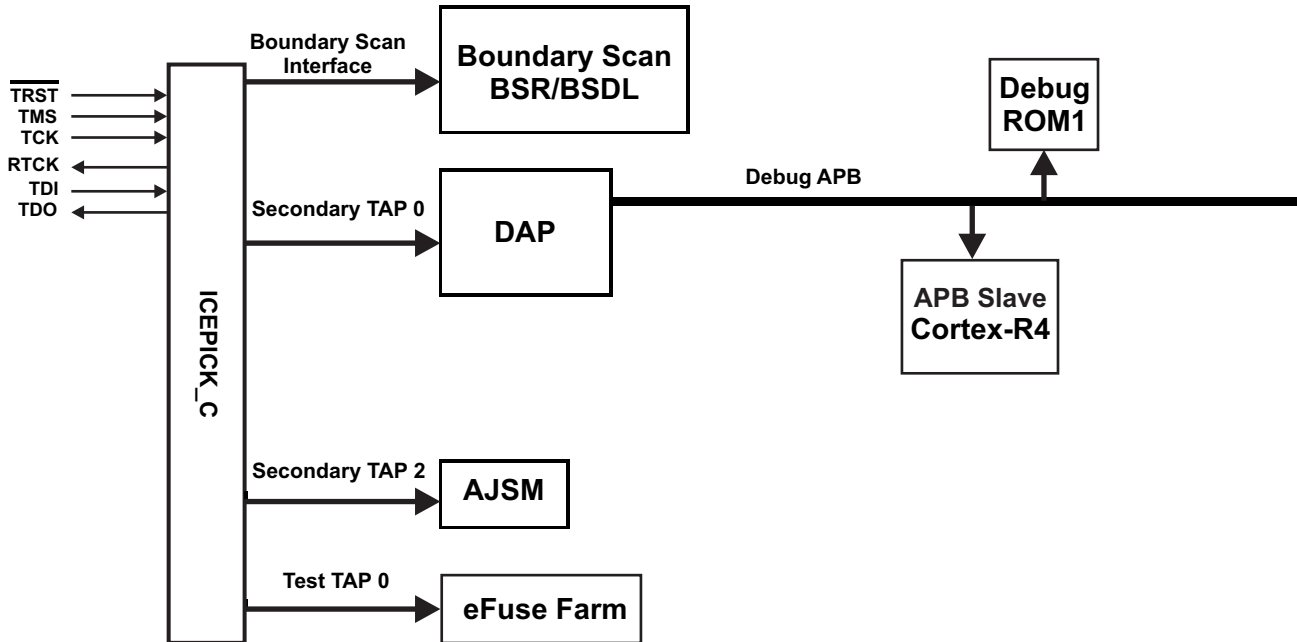 Boundary Scan
Interface
Boundary Scan
BSR/BSDL
TRST
TMS
TCK
RTCK
TDI
TDO
ICEPICK_C
Secondary TAP 0
DAP
Debug APB
Debug
ROM1
APB Slave
Cortex-R4
Secondary TAP 2
AJSM
Test TAP 0
eFuse Farm